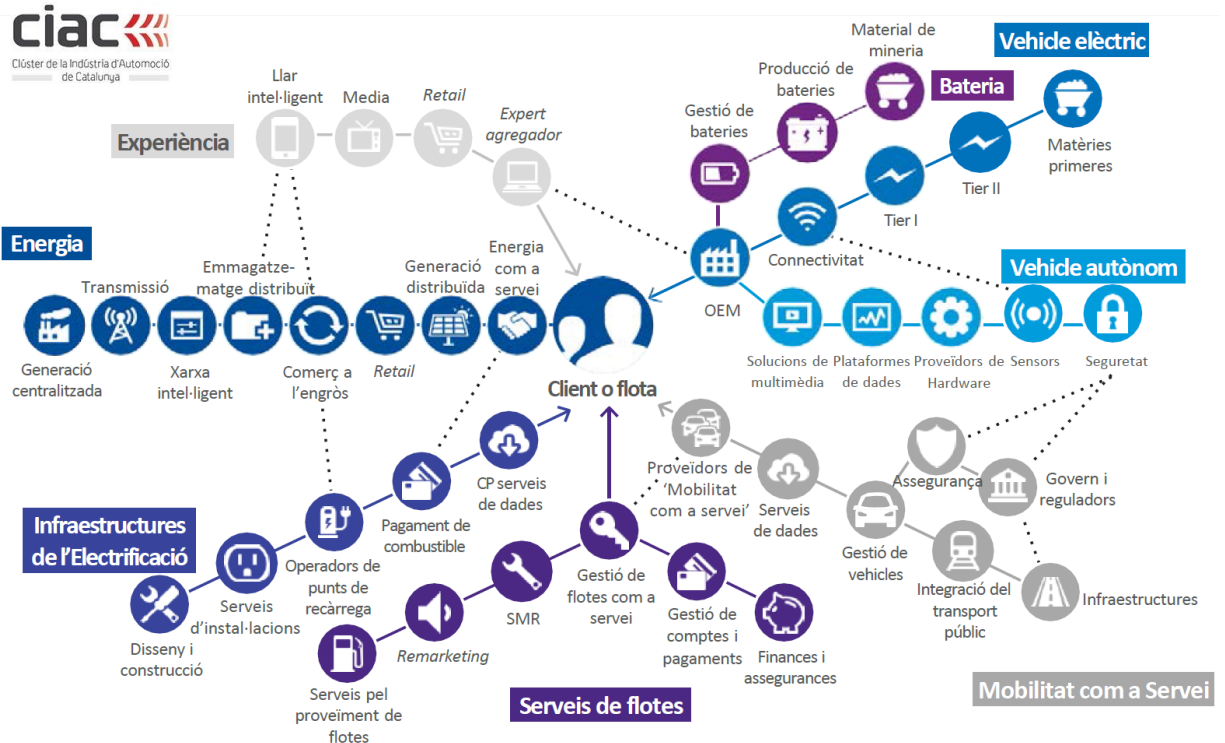 ciac
Clúster de la Indústria d'Automoció
de Catalunya
Experiència
Llar
intel·ligent
Media
Retail
Expert
agregador
Material de
mineria
Producció de
bateries
Gestió de
bateries
Bateria
Vehicle elèctric
Matèries
primeres
Tier II
Tier I
Connectivitat
OEM
Vehicle autònom
Solucions de
multimèdia
Plataformes
de dades
Proveïdors de
Hardware
Sensors
Seguretat
Energia
Generació
centralitzada
Transmissió
Xarxa
intel·ligent
Emmagatze-
matge distribuït
Comerç a
l'engròs
Retail
Generació
distribuïda
Energia
com a
servei
Client o flota
Infraestructures
de l'Electrificació
Disseny i
construcció
Serveis
d'instal·lacions
Operadors de
punts de
recàrrega
Pagament de
combustible
CP serveis
de dades
Serveis de flotes
Serveis pel
proveïment de
flotes
Remarketing
SMR
Gestió de
flotes com a
servei
Gestió de
comptes i
pagaments
Finances i
assegurances
Mobilitat com a Servei
Proveïdors de
'Mobilitat
com a servei'
Serveis
de dades
Gestió de
vehicles
Assegurança
Govern i
reguladors
Integració del
transport
públic
Infraestructures